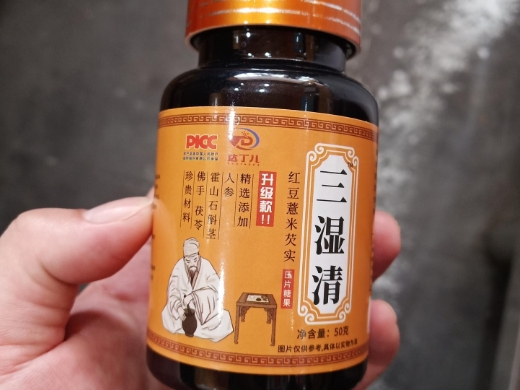 PICC
达丁儿
三湿清
红豆薏米芡实
压片糖果
升级款!!
精选添加
人参
霍山石斛茎
佛手 茯苓
珍贵材料
净含量：50克
图片仅供参考,具体以实物为准